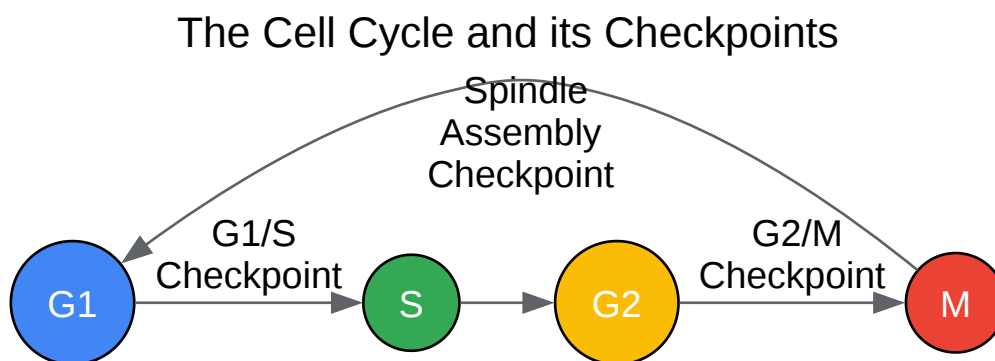 The Cell Cycle and its Checkpoints
Spindle
Assembly
Checkpoint
G1/S
Checkpoint
G2/M
Checkpoint
G1
S
G2
M